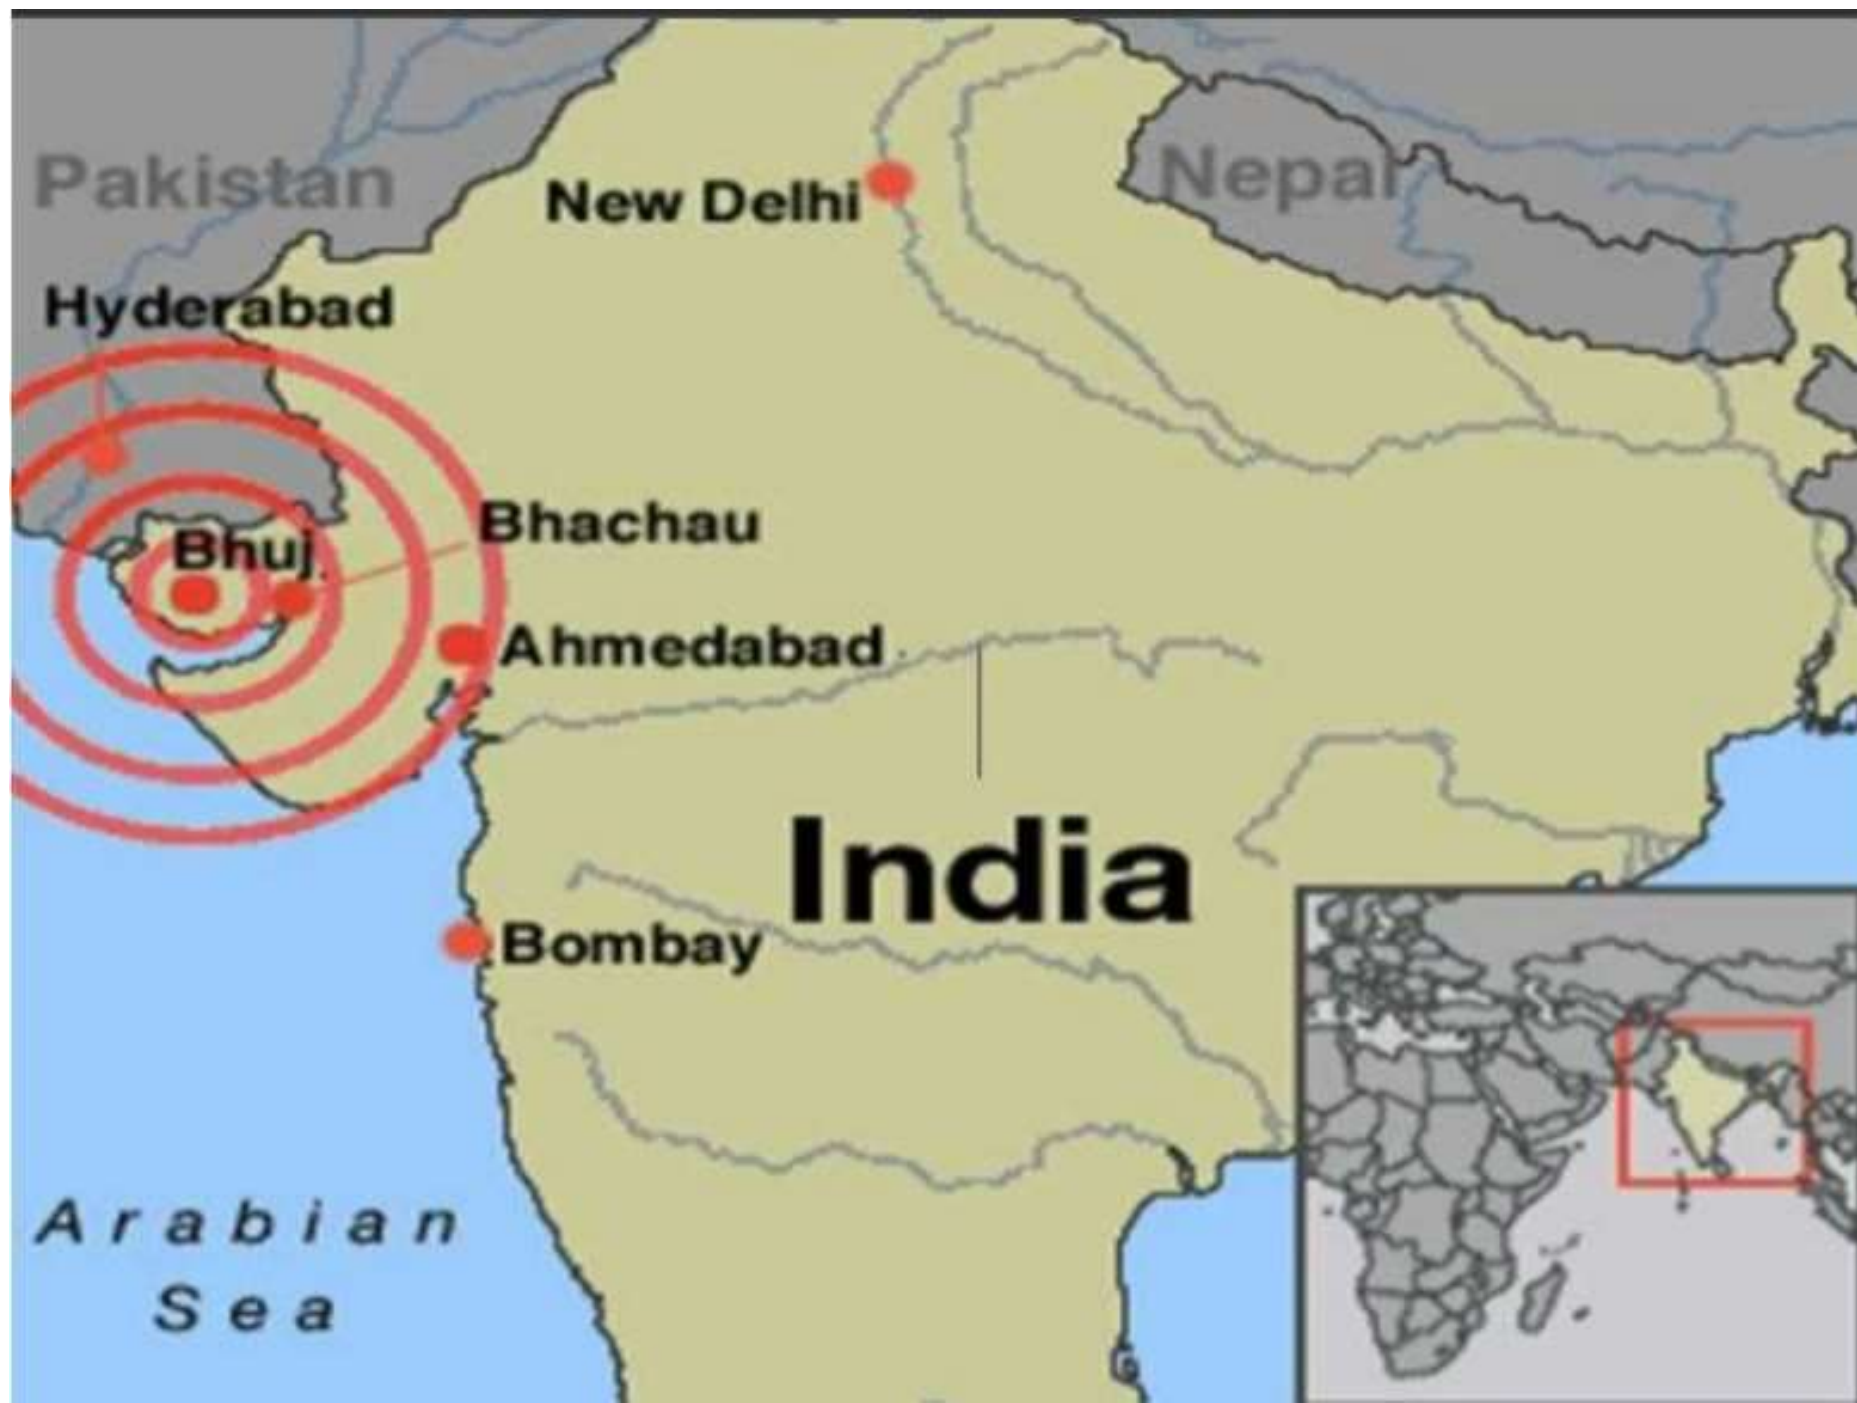 Pakistan
Nepal
New Delhi
Hyderabad
Bhachau
Bhuj
Ahmedabad
India
Bombay
Arabian
Sea